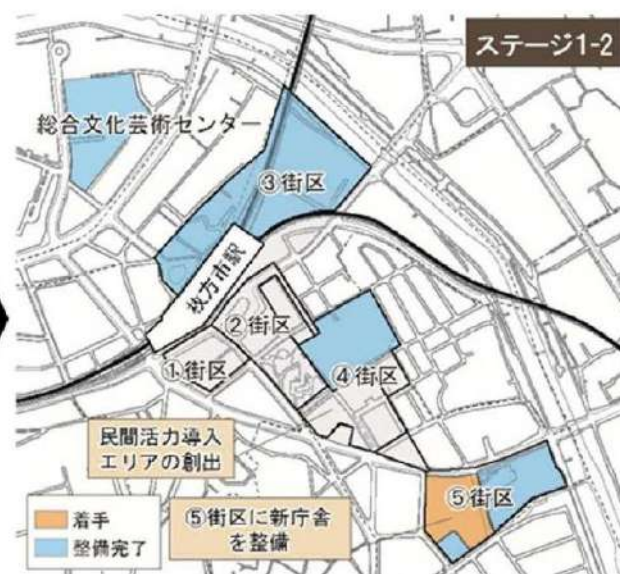 ステージ1-2
総合文化芸術センター
③街区
枚方市駅
②街区
①街区
④街区
民間活力導入
エリアの創出
⑤街区
着手
整備完了
⑤街区に新庁舎
を整備